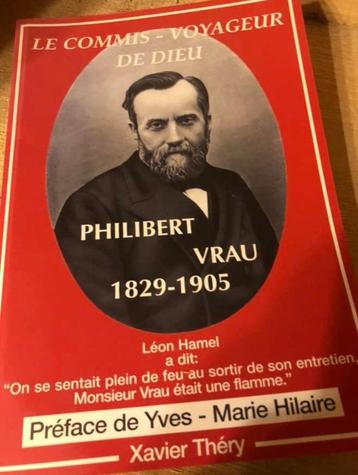 LE COMMIS - VOYAGEUR
DE DIEU
PHILIBERT
VRAU
1829-1905
Léon Hamel
a dit:
"On se sentait plein de feu-au sortir de son entretien,
Monsieur Vrau était une flamme."
Préface de Yves - Marie Hilaire
Xavier Théry